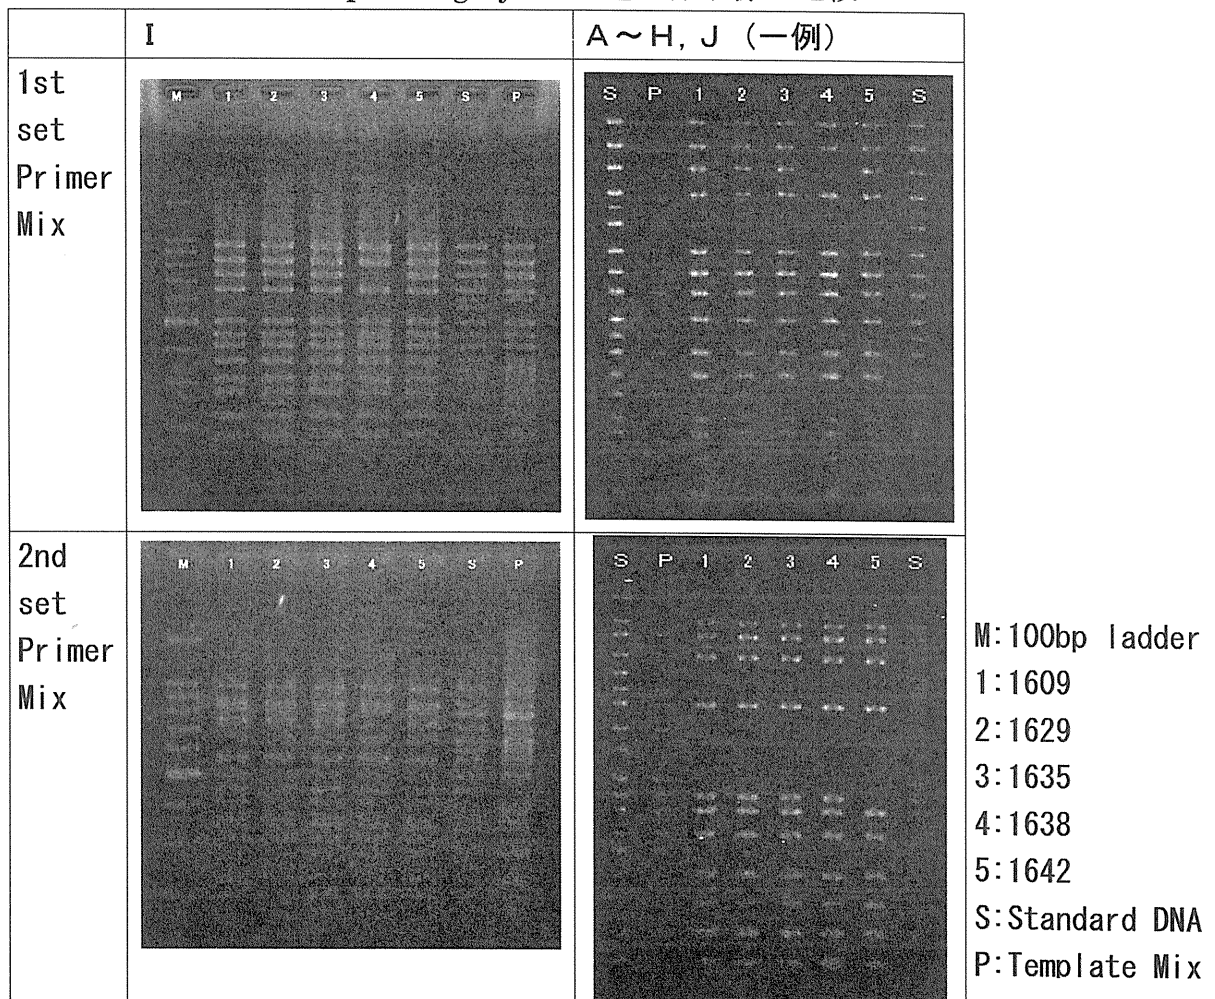 I
A~H, J (一例)
1st
set
Primer
Mix
M 1 2 3 4 5 S P
S P 1 2 3 4 5 S
2nd
set
Primer
Mix
M 1 2 3 4 5 S P
S P 1 2 3 4 5 S
M:100bp ladder
1:1609
2:1629
3:1635
4:1638
5:1642
S:Standard DNA
P:Template Mix